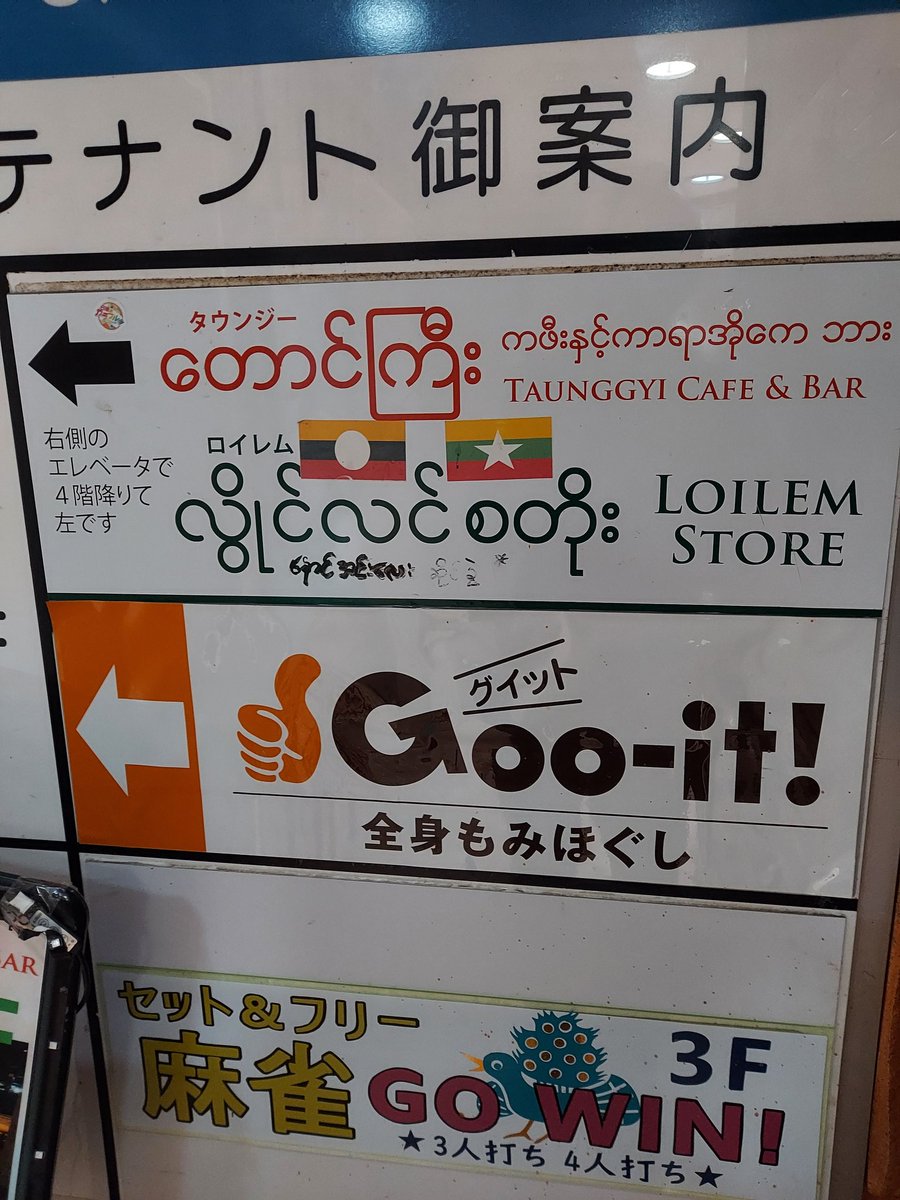 テナント 御案内
タウンジー
တောင်ကြီး
ကဖီးနှင့်ကာရာအိုကေ ဘား
TAUNGGYI CAFE & BAR
右側の
エレベータで
4階降りて
左です
ロイレム
လွိုင်လင်စတိုး
LOILEM
STORE
グイット
Goo-it!
全身もみほぐし
セット&フリー
麻雀 GO WIN!
3F
★3人打ち 4人打ち★
BAR